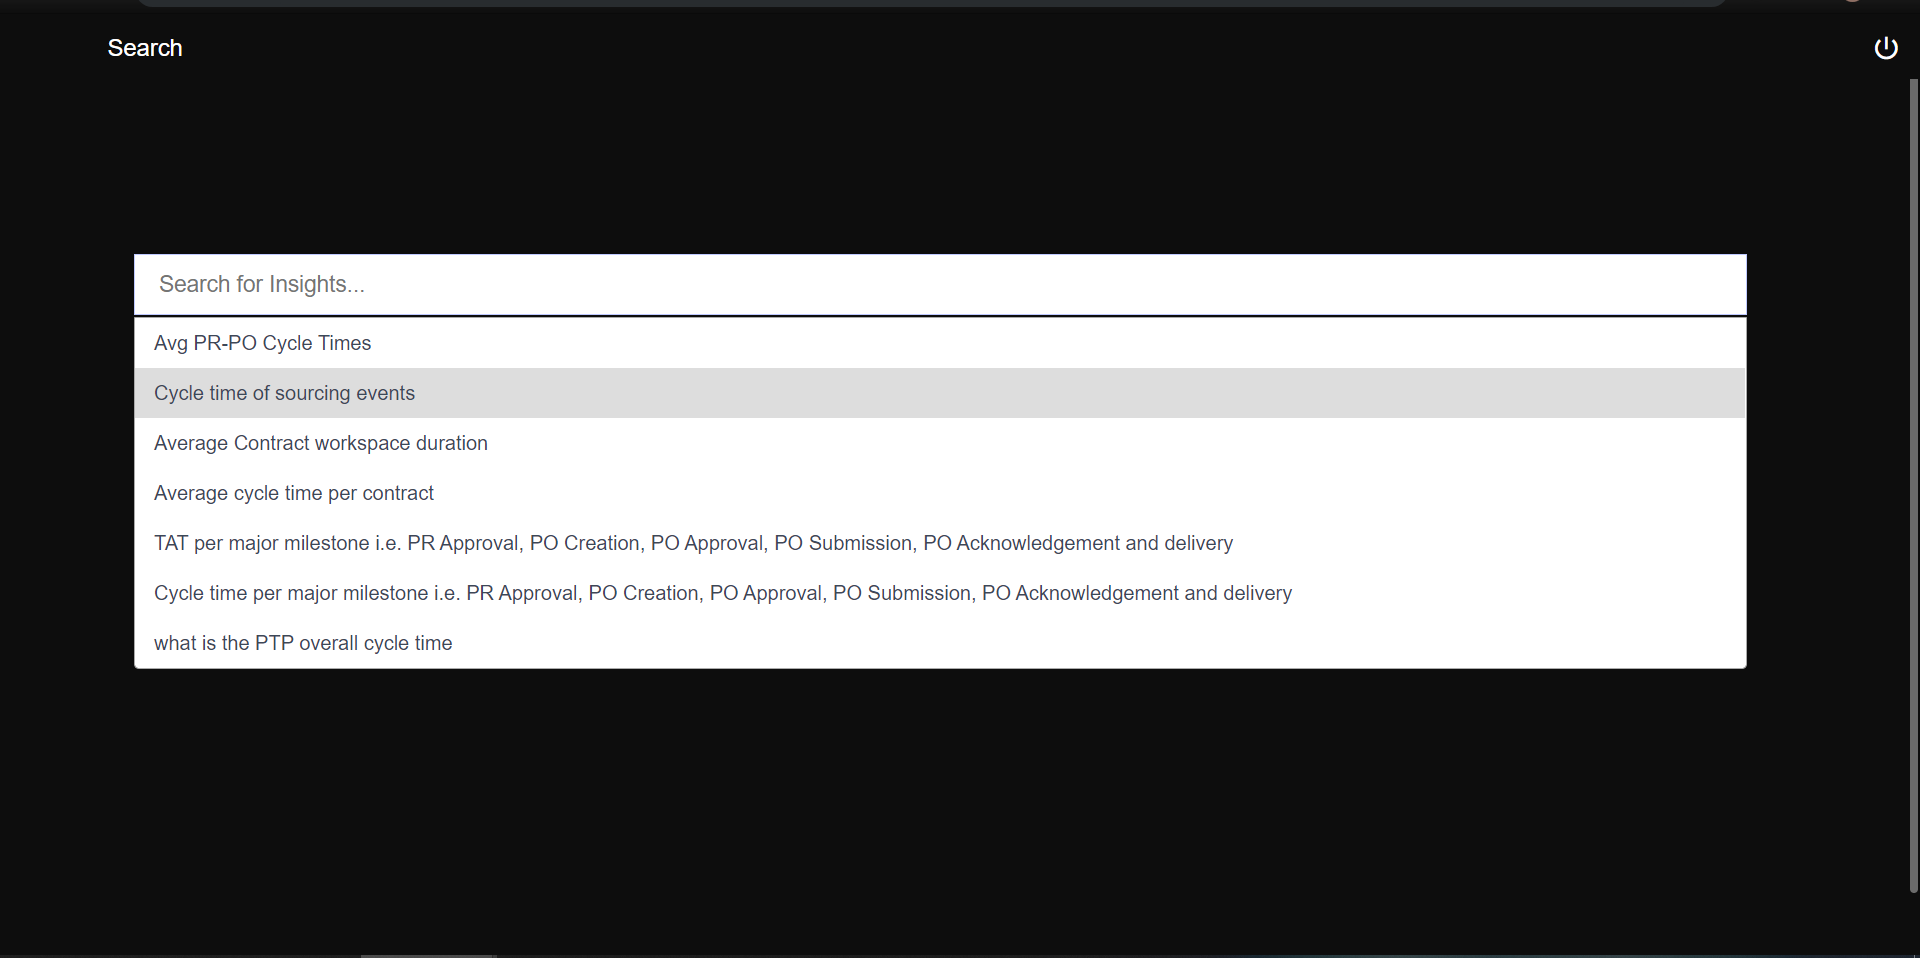 Search
Search for Insights...
Avg PR-PO Cycle Times
Cycle time of sourcing events
Average Contract workspace duration
Average cycle time per contract
TAT per major milestone i.e. PR Approval, PO Creation, PO Approval, PO Submission, PO Acknowledgement and delivery
Cycle time per major milestone i.e. PR Approval, PO Creation, PO Approval, PO Submission, PO Acknowledgement and delivery
what is the PTP overall cycle time